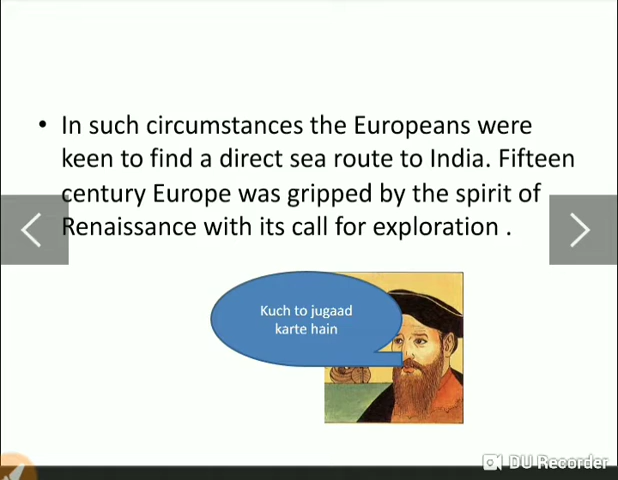 • In such circumstances the Europeans were
keen to find a direct sea route to India. Fifteen
century Europe was gripped by the spirit of
Renaissance with its call for exploration .
Kuch to jugaad
karte hain
DU Recorder